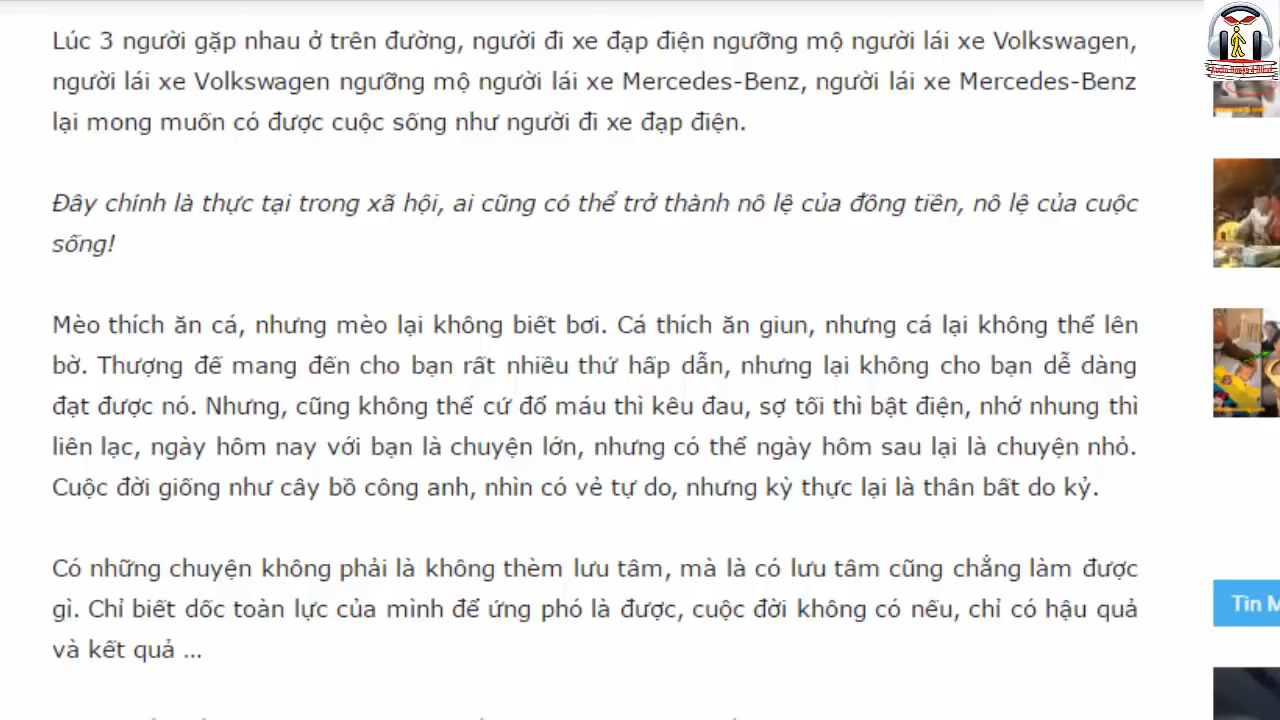 Lúc 3 người gặp nhau ở trên đường, người đi xe đạp điện ngưỡng mộ người lái xe Volkswagen,
người lái xe Volkswagen ngưỡng mộ người lái xe Mercedes-Benz, người lái xe Mercedes-Benz
lại mong muốn có được cuộc sống như người đi xe đạp điện.
Đây chính là thực tại trong xã hội, ai cũng có thể trở thành nô lệ của đồng tiền, nô lệ của cuộc
sống!
Mèo thích ăn cá, nhưng mèo lại không biết bơi. Cá thích ăn giun, nhưng cá lại không thể lên
bờ. Thượng đế mang đến cho bạn rất nhiều thứ hấp dẫn, nhưng lại không cho bạn dễ dàng
đạt được nó. Nhưng, cũng không thể cứ đổ máu thì kêu đau, sợ tối thì bật điện, nhớ nhung thì
liên lạc, ngày hôm nay với bạn là chuyện lớn, nhưng có thể ngày hôm sau lại là chuyện nhỏ.
Cuộc đời giống như cây bồ công anh, nhìn có vẻ tự do, nhưng kỳ thực lại là thân bất do kỷ.
Có những chuyện không phải là không thèm lưu tâm, mà là có lưu tâm cũng chẳng làm được
gì. Chỉ biết dốc toàn lực của mình để ứng phó là được, cuộc đời không có nếu, chỉ có hậu quả
và kết quả ...
Tin M